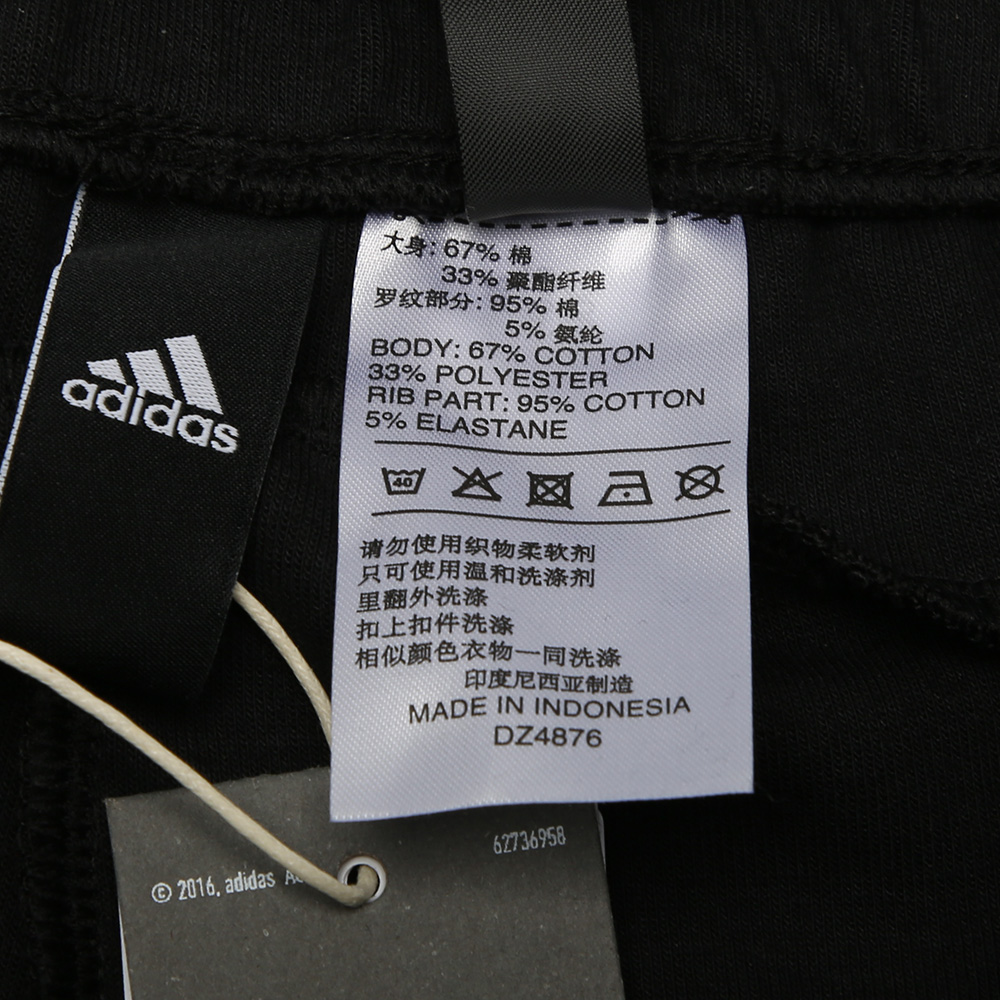 adidas
大身: 67% 棉
33% 聚酯纤维
罗纹部分: 95% 棉
5% 氨纶
BODY: 67% COTTON
33% POLYESTER
RIB PART: 95% COTTON
5% ELASTANE
40
请勿使用织物柔软剂
只可使用温和洗涤剂
里翻外洗涤
扣上扣件洗涤
相似颜色衣物一同洗涤
印度尼西亚制造
MADE IN INDONESIA
DZ4876
62736958
© 2016, adidas